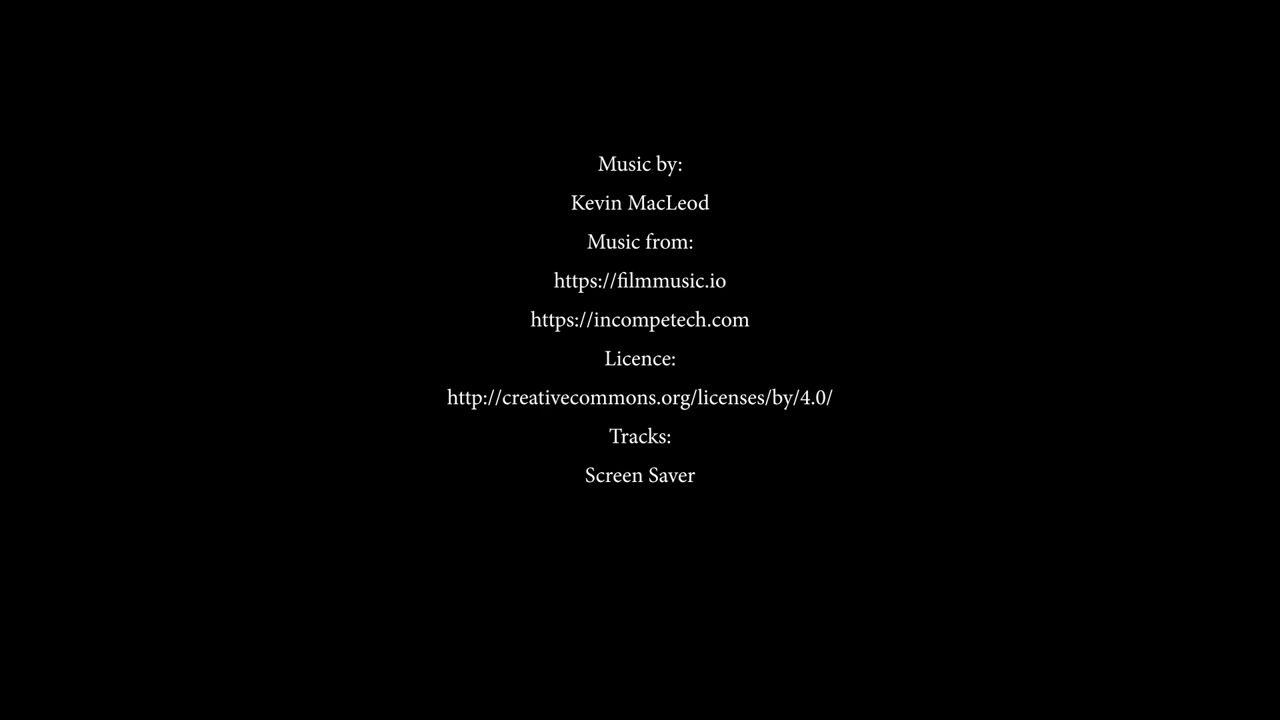 Music by:
Kevin MacLeod
Music from:
https://filmmusic.io
https://incompetech.com
Licence:
http://creativecommons.org/licenses/by/4.0/
Tracks:
Screen Saver